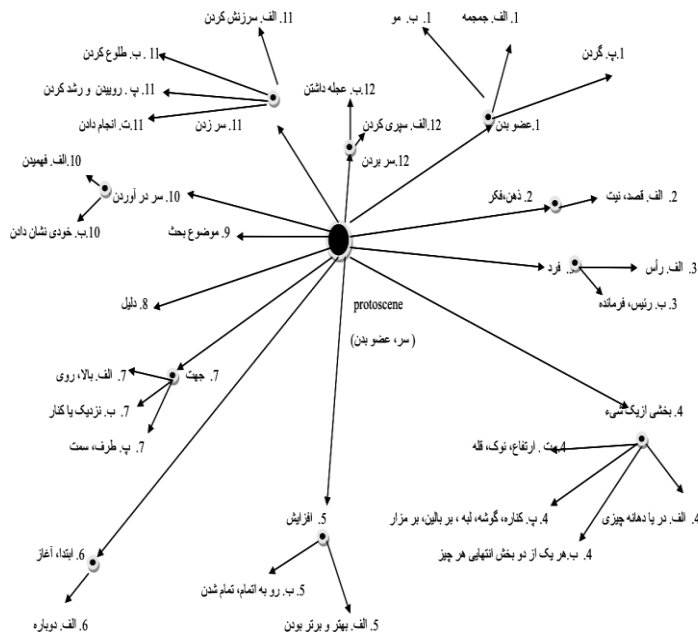 11. الف. سرزنش کردن
11. ب. طلوع کردن
11. پ. روییدن و رشد کردن
11.ت. انجام دادن
11. سر زدن
12.ب. عجله داشتن
12.الف. سپری کردن
12.سر بردن
1. الف. جمجمه
1. ب. مو
1.پ. گردن
1.عضو بدن
10.الف. فهمیدن
10.ب. خودی نشان دادن
10. سر در آوردن
9. موضوع بحث
8. دلیل
2. ذهن،فکر
2. الف. قصد، نیت
فرد
3. الف. رأس
3. ب. رئیس، فرمانده
protoscene
(سر، عضو بدن )
7. جهت
7. الف. بالا، روی
7. ب. نزدیک یا کنار
7. پ. طرف، سمت
4. بخشی ازیک شیء
4.ت. ارتفاع، نوک، قله
4. پ. کناره، گوشه، لبه ، بر بالین، بر مزار
4. الف. در یا دهانه چیزی
4. ب.هر یک از دو بخش انتهایی هر چیز
5. افزایش
5. ب. رو به اتمام، تمام شدن
5. الف. بهتر و برتر بودن
6. ابتدا، آغاز
6. الف. دوباره